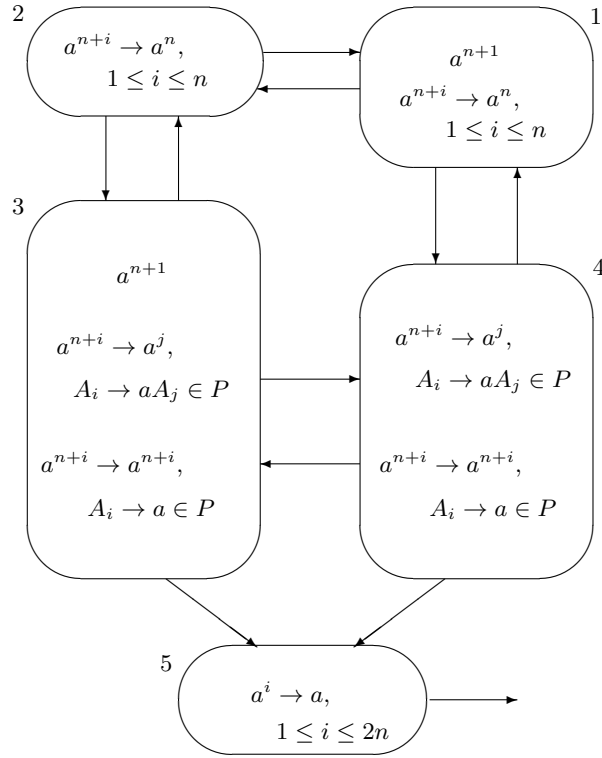 2
a^{n+i} → a^n,
1 ≤ i ≤ n
1
a^{n+1}
a^{n+i} → a^n,
1 ≤ i ≤ n
3
a^{n+1}
a^{n+i} → a^j,
A_i → aA_j ∈ P
a^{n+i} → a^{n+i},
A_i → a ∈ P
4
a^{n+i} → a^j,
A_i → aA_j ∈ P
a^{n+i} → a^{n+i},
A_i → a ∈ P
5
a^i → a,
1 ≤ i ≤ 2n